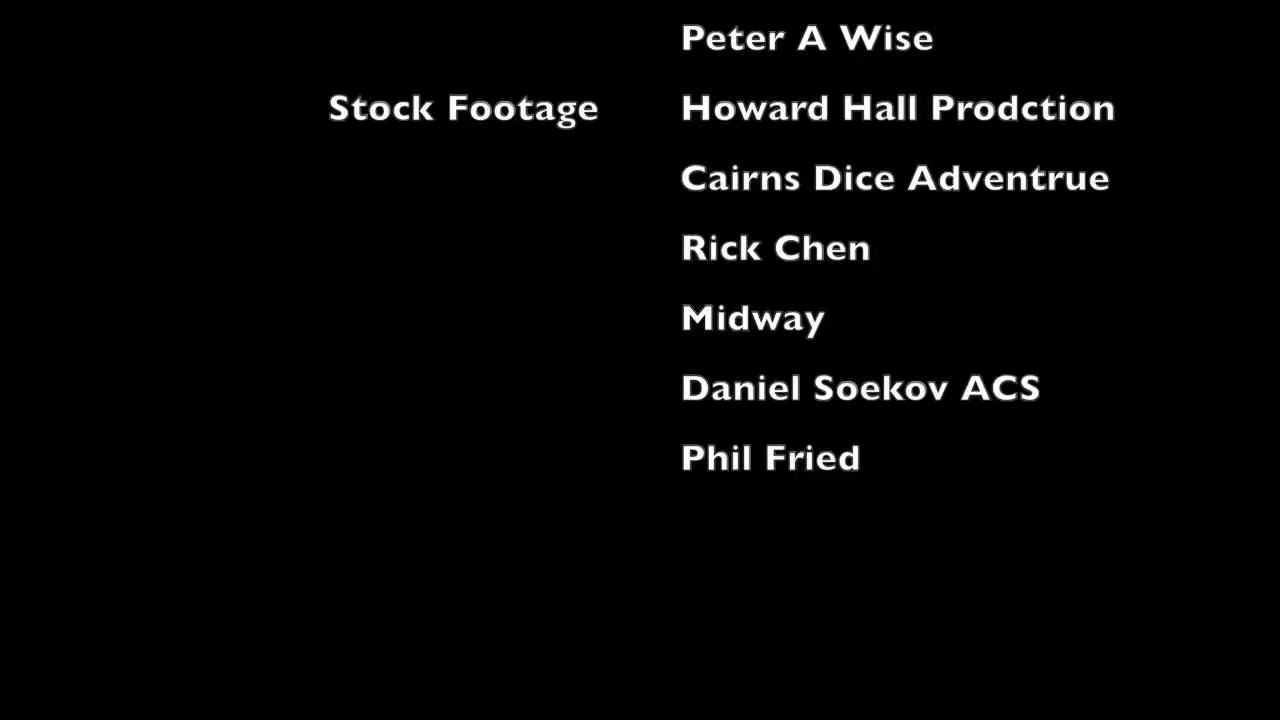 Peter A Wise
Stock Footage Howard Hall Prodction
Cairns Dice Adventrue
Rick Chen
Midway
Daniel Soekov ACS
Phil Fried